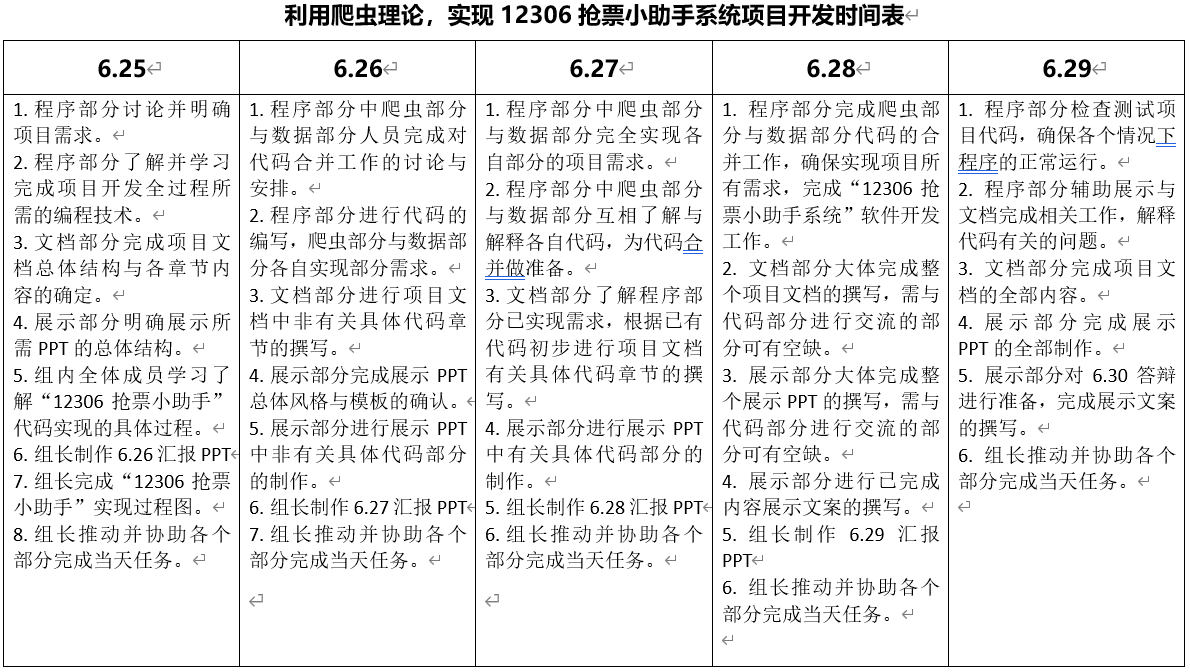 利用爬虫理论，实现 12306 抢票小助手系统项目开发时间表
6.25
6.26
6.27
6.28
6.29
1. 程序部分讨论并明确
项目需求。
2. 程序部分了解并学习
完成项目开发全过程所
需的编程技术。
3. 文档部分完成项目文
档总体结构与各章节内
容的确定。
4. 展示部分明确展示所
需 PPT 的总体结构。
5. 组内全体成员学习了
解“12306 抢票小助手”
代码实现的具体过程。
6. 组长制作 6.26 汇报 PPT
7. 组长完成“12306 抢票
小助手”实现过程图。
8. 组长推动并协助各个
部分完成当天任务。
1. 程序部分中爬虫部分
与数据部分人员完成对
代码合并工作的讨论与
安排。
2. 程序部分进行代码的
编写，爬虫部分与数据部
分各自实现部分需求。
3. 文档部分进行项目文
档中非有关具体代码章
节的撰写。
4. 展示部分完成展示 PPT
总体风格与模板的确认。
5. 展示部分进行展示 PPT
中非有关具体代码部分
的制作。
6. 组长制作 6.27 汇报 PPT
7. 组长推动并协助各个
部分完成当天任务。
1. 程序部分中爬虫部分
与数据部分完全实现各
自部分的项目需求。
2. 程序部分中爬虫部分
与数据部分互相了解与
解释各自代码，为代码合
并做准备。
3. 文档部分了解程序部
分已实现需求，根据已有
代码初步进行项目文档
有关具体代码章节的撰
写。
4. 展示部分进行展示 PPT
中有关具体代码部分的
制作。
5. 组长制作 6.28 汇报 PPT
6. 组长推动并协助各个
部分完成当天任务。
1. 程序部分完成爬虫部
分与数据部分代码的合
并工作，确保实现项目所
有需求，完成“12306 抢
票小助手系统”软件开发
工作。
2. 文档部分大体完成整
个项目文档的撰写，需与
代码部分进行交流的部
分可有空缺。
3. 展示部分大体完成整
个展示 PPT 的撰写，需与
代码部分进行交流的部
分可有空缺。
4. 展示部分进行已完成
内容展示文案的撰写。
5. 组长制作 6.29 汇报
PPT
6. 组长推动并协助各个
部分完成当天任务。
1. 程序部分检查测试项
目代码，确保各个情况下
程序的正常运行。
2. 程序部分辅助展示与
文档完成相关工作，解释
代码有关的问题。
3. 文档部分完成项目文
档的全部内容。
4. 展示部分完成展示
PPT 的全部制作。
5. 展示部分对 6.30 答辩
进行准备，完成展示文案
的撰写。
6. 组长推动并协助各个
部分完成当天任务。